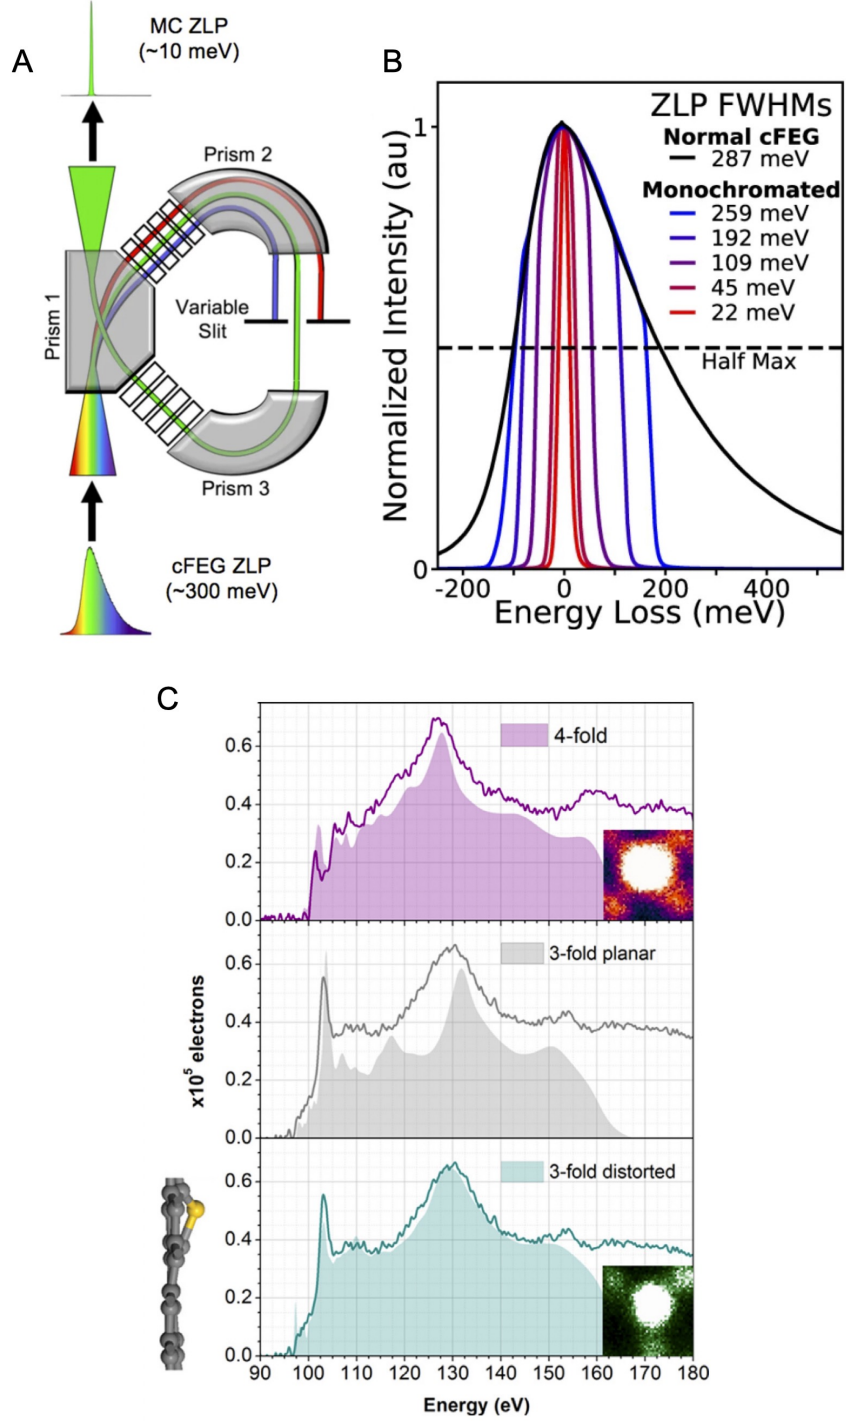 A
MC ZLP
(~10 meV)
Prism 2
Prism 1
Variable
Slit
Prism 3
cFEG ZLP
(~300 meV)
B
ZLP FWHMs
Normal cFEG
287 meV
Monochromated
259 meV
192 meV
109 meV
45 meV
22 meV
Half Max
Normalized Intensity (au)
1
0
-200 0 200 400
Energy Loss (meV)
C
4-fold
0.6
0.4
0.2
0.0
3-fold planar
0.6
0.4
0.2
0.0
x10⁵ electrons
3-fold distorted
0.6
0.4
0.2
0.0
90 100 110 120 130 140 150 160 170 180
Energy (eV)